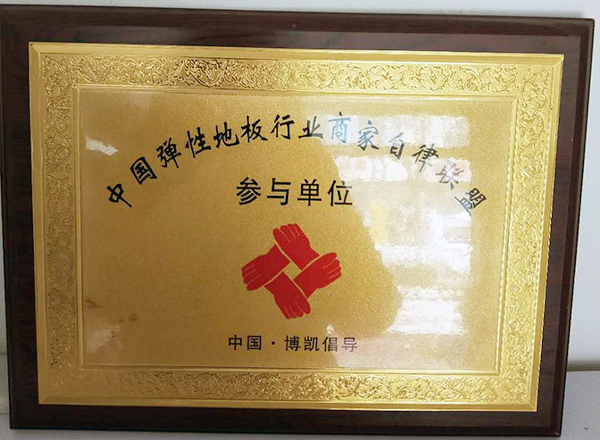 中国弹性地板行业商家自律联盟
参与单位
中国·博凯倡导